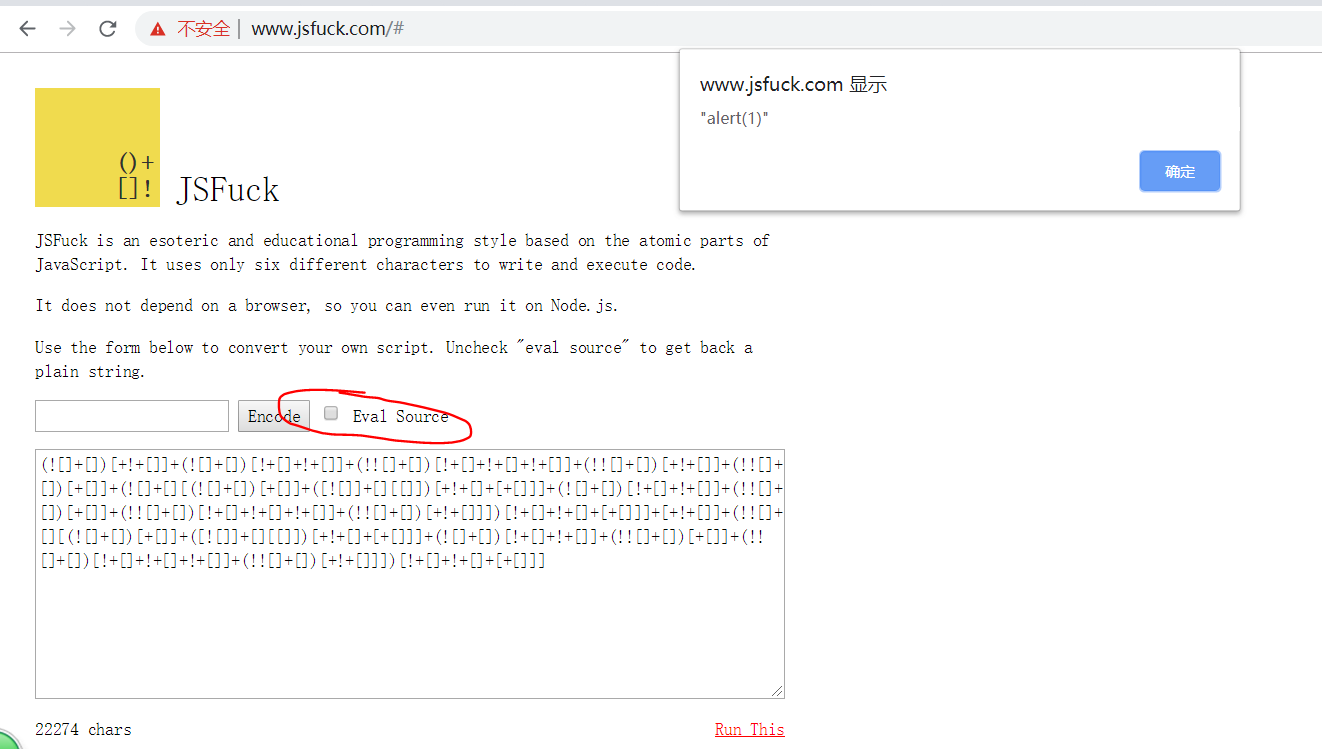 不安全 | www.jsfuck.com/#
www.jsfuck.com 显示
"alert(1)"
确定
()+
[]!
JSFuck
JSFuck is an esoteric and educational programming style based on the atomic parts of
JavaScript. It uses only six different characters to write and execute code.
It does not depend on a browser, so you can even run it on Node.js.
Use the form below to convert your own script. Uncheck "eval source" to get back a
plain string.
Encode Eval Source
(![]+[])[+!+[]]+(![]+[])[!+[]+!+[]]+(!![]+[])[!+[]+!+[]+!+[]]+(!![]+[])[+!+[]]+(!![]+
[])[+[]]+(![]+[][(![]+[])[+[]]+([![]]+[][[]])[+!+[]+[+[]]]+(![]+[])[!+[]+!+[]]+(!![]+
[])[+[]]+(!![]+[])[!+[]+!+[]+!+[]]+(!![]+[])[+!+[]]])[!+[]+!+[]+[+[]]]+[+!+[]]+(!![]+
[][(![]+[])[+[]]+([![]]+[][[]])[+!+[]+[+[]]]+(![]+[])[!+[]+!+[]]+(!![]+[])[+[]]+(!!
[]+[])[!+[]+!+[]+!+[]]+(!![]+[])[+!+[]]])[!+[]+!+[]+[+[]]]
22274 chars
Run This